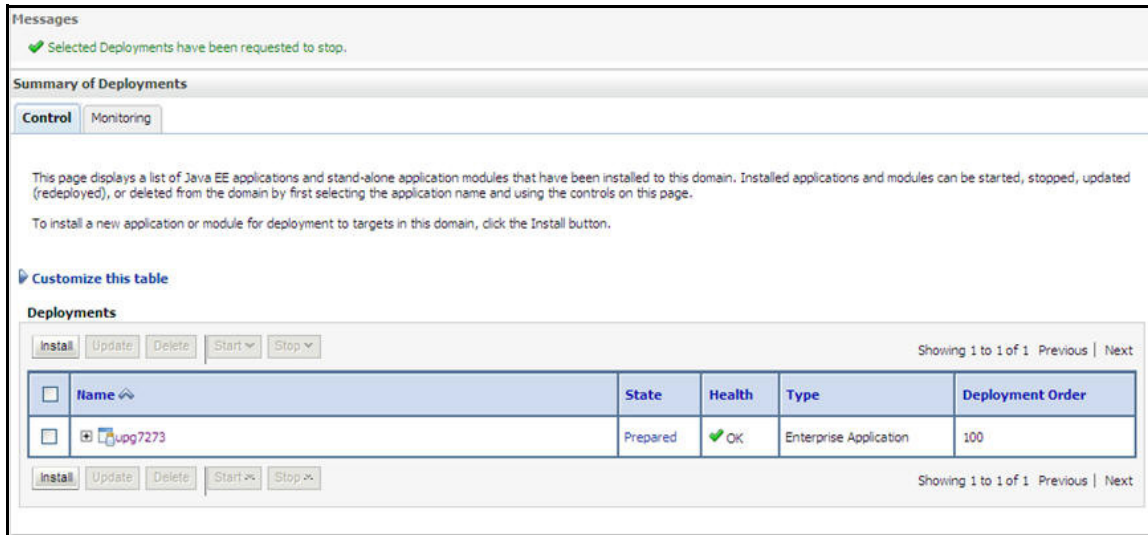 Messages
Selected Deployments have been requested to stop.
Summary of Deployments
Control Monitoring
This page displays a list of Java EE applications and stand-alone application modules that have been installed to this domain. Installed applications and modules can be started, stopped, updated
(redeployed), or deleted from the domain by first selecting the application name and using the controls on this page.
To install a new application or module for deployment to targets in this domain, click the Install button.
Customize this table
Deployments
Install Update Delete Start Stop Showing 1 to 1 of 1 Previous | Next
Name State Health Type Deployment Order
upg7273 Prepared OK Enterprise Application 100
Install Update Delete Start Stop Showing 1 to 1 of 1 Previous | Next